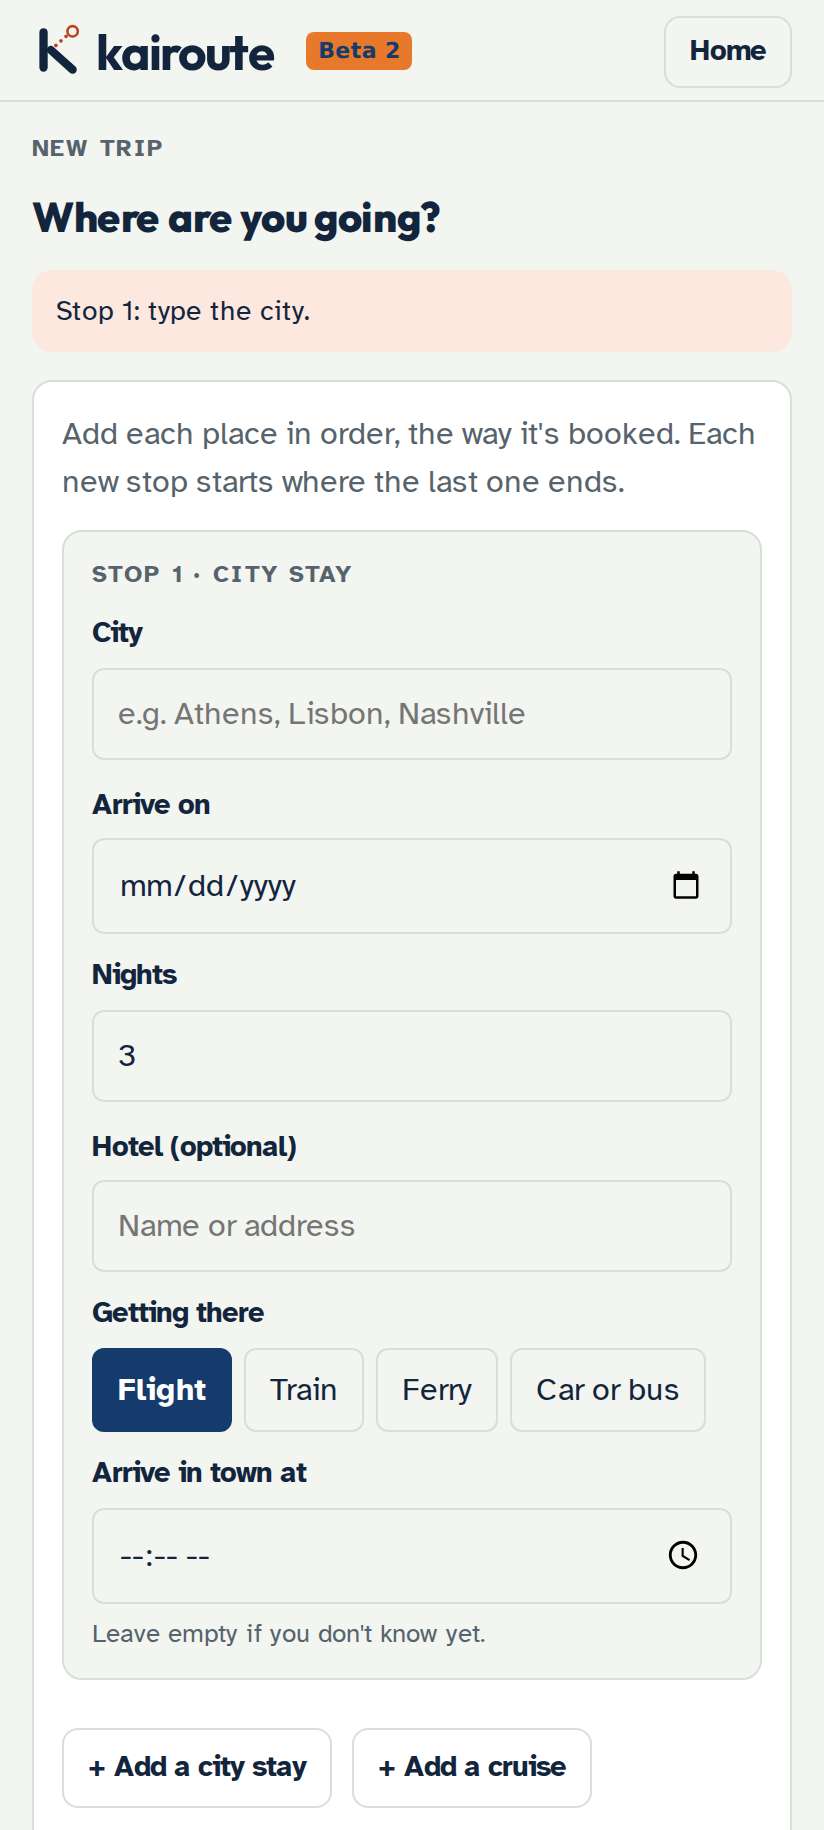 kairoute
Beta 2
Home
NEW TRIP
Where are you going?
Stop 1: type the city.
Add each place in order, the way it's booked. Each
new stop starts where the last one ends.
STOP 1 · CITY STAY
City
e.g. Athens, Lisbon, Nashville
Arrive on
mm/dd/yyyy
Nights
3
Hotel (optional)
Name or address
Getting there
Flight
Train
Ferry
Car or bus
Arrive in town at
--:-- --
Leave empty if you don't know yet.
+ Add a city stay
+ Add a cruise